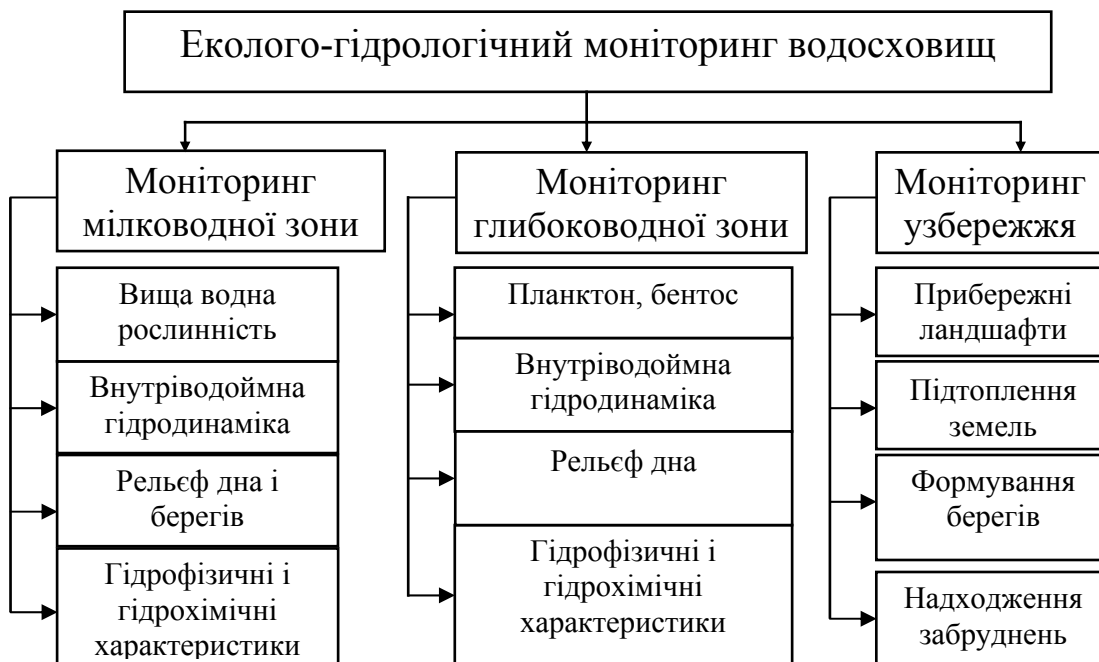 Еколого-гідрологічний моніторинг водосховищ
Моніторинг
мілководної зони
Вища водна
рослинність
Внутріводоймна
гідродинаміка
Рельєф дна і
берегів
Гідрофізичні і
гідрохімічні
характеристики
Моніторинг
глибоководної зони
Планктон, бентос
Внутріводоймна
гідродинаміка
Рельєф дна
Гідрофізичні і
гідрохімічні
характеристики
Моніторинг
узбережжя
Прибережні
ландшафти
Підтоплення
земель
Формування
берегів
Надходження
забруднень